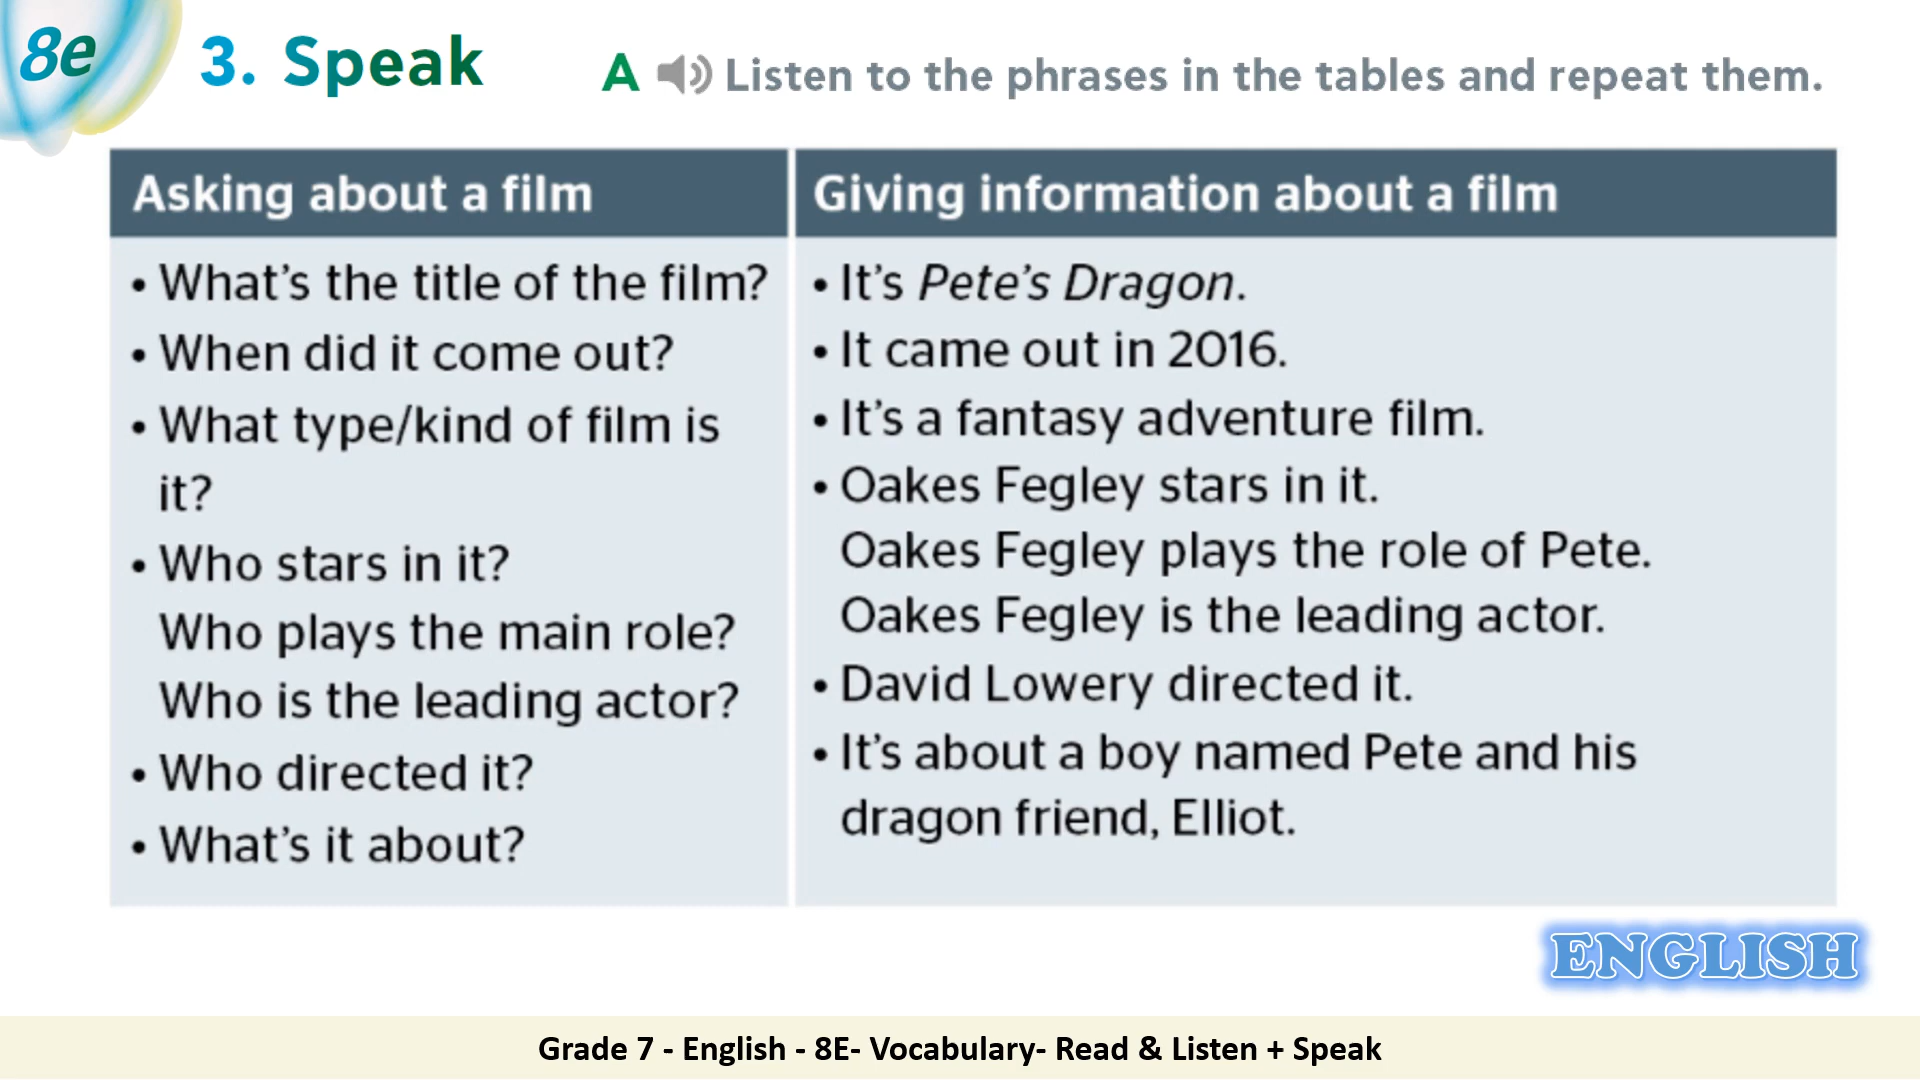 8e
3. Speak
A Listen to the phrases in the tables and repeat them.
Asking about a film
• What's the title of the film?
• When did it come out?
• What type/kind of film is
it?
• Who stars in it?
Who plays the main role?
Who is the leading actor?
• Who directed it?
• What's it about?
Giving information about a film
• It's Pete's Dragon.
• It came out in 2016.
• It's a fantasy adventure film.
• Oakes Fegley stars in it.
Oakes Fegley plays the role of Pete.
Oakes Fegley is the leading actor.
• David Lowery directed it.
• It's about a boy named Pete and his
dragon friend, Elliot.
ENGLISH
Grade 7 - English - 8E- Vocabulary- Read & Listen + Speak